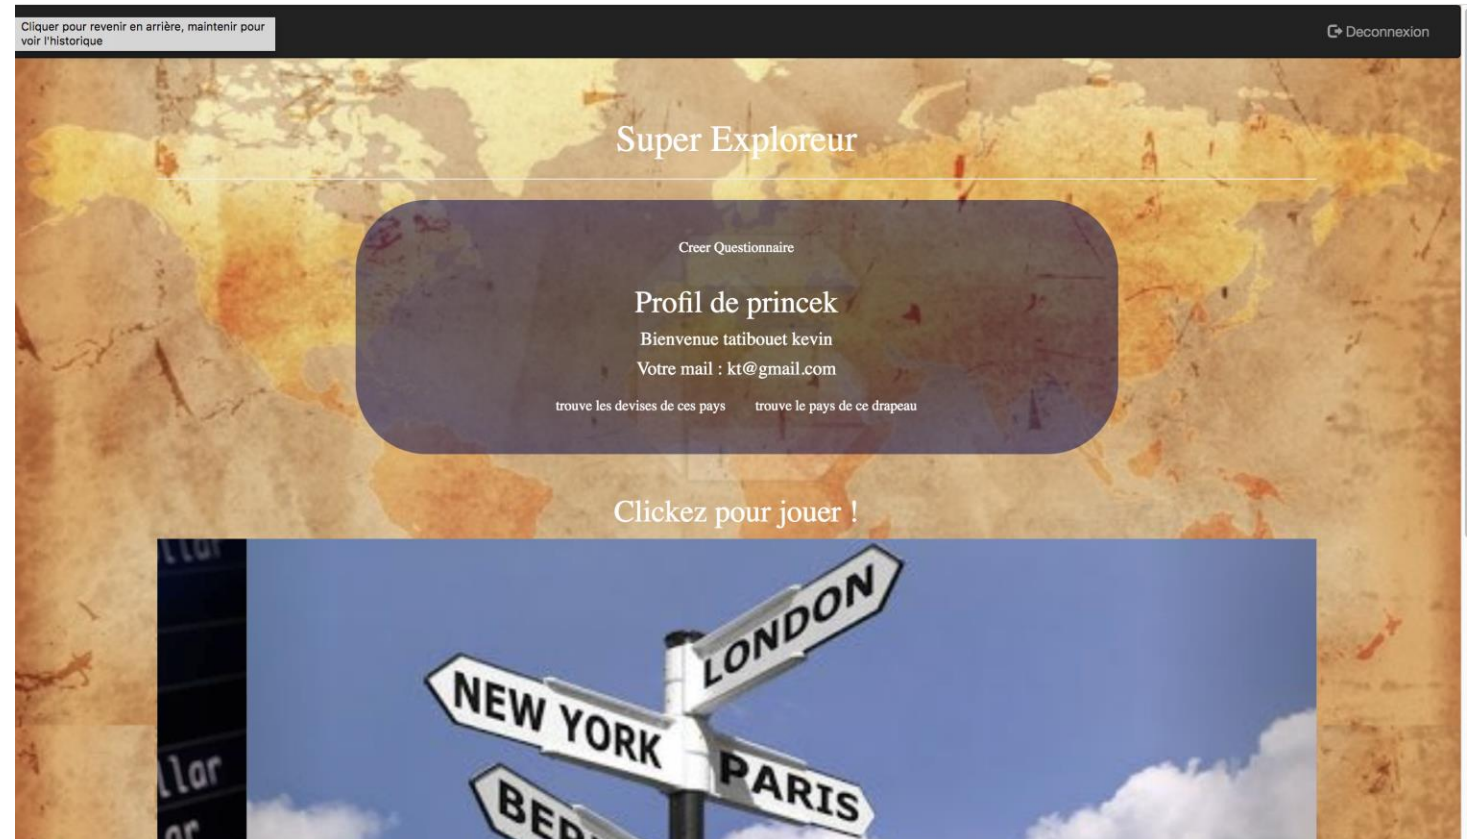 Cliquer pour revenir en arrière, maintenir pour
voir l'historique
Deconnexion
Super Exploreur
Creer Questionnaire
Profil de princek
Bienvenue tatibouet kevin
Votre mail : kt@gmail.com
trouve les devises de ces pays trouve le pays de ce drapeau
Clickez pour jouer !
LONDON
NEW YORK
PARIS
llar